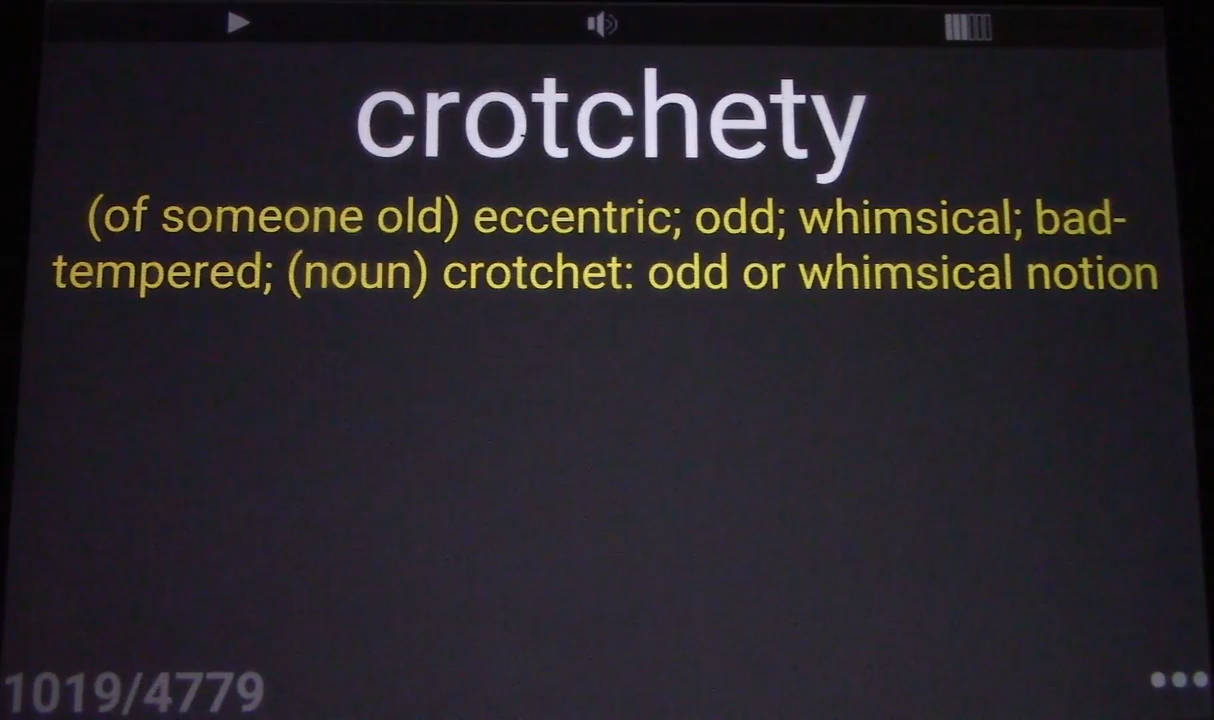 crotchety
(of someone old) eccentric; odd; whimsical; bad-
tempered; (noun) crotchet: odd or whimsical notion
1019/4779